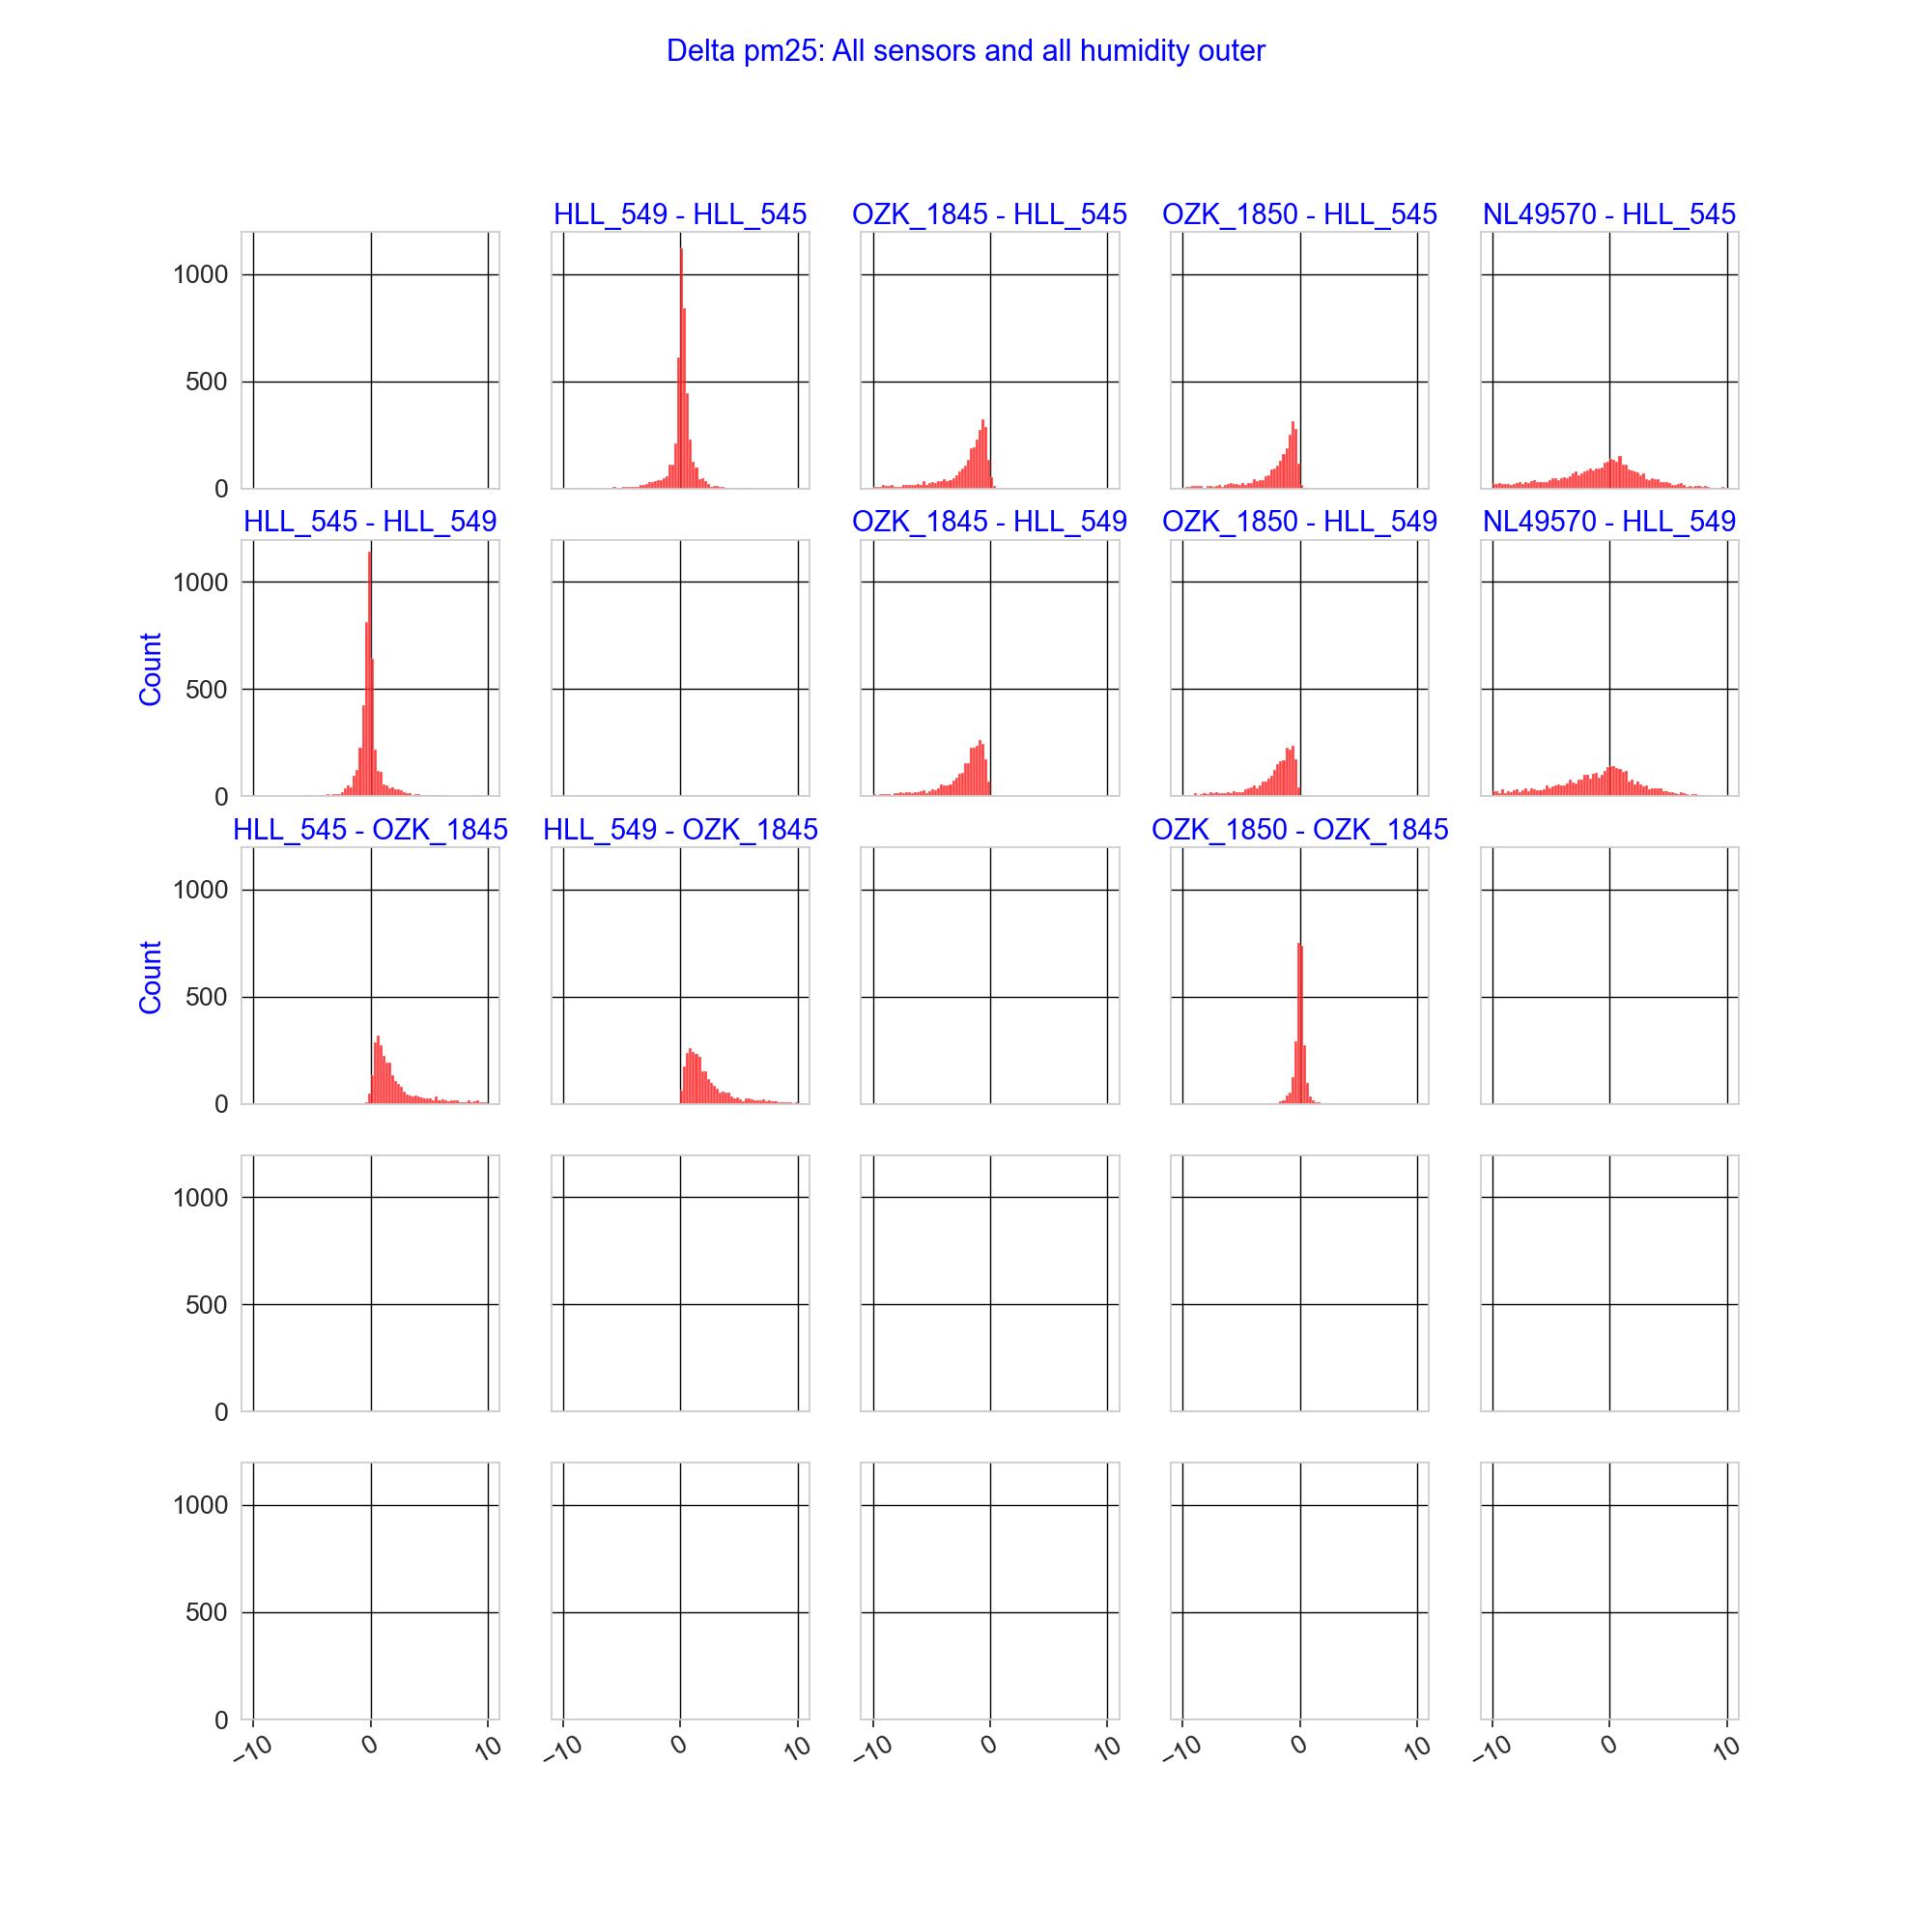 Delta pm25: All sensors and all humidity outer
HLL_549 - HLL_545
OZK_1845 - HLL_545
OZK_1850 - HLL_545
NL49570 - HLL_545
1000
500
0
HLL_545 - HLL_549
OZK_1845 - HLL_549
OZK_1850 - HLL_549
NL49570 - HLL_549
Count
1000
500
0
HLL_545 - OZK_1845
HLL_549 - OZK_1845
OZK_1850 - OZK_1845
Count
1000
500
0
1000
500
0
1000
500
0
−10 0 10
−10 0 10
−10 0 10
−10 0 10
−10 0 10